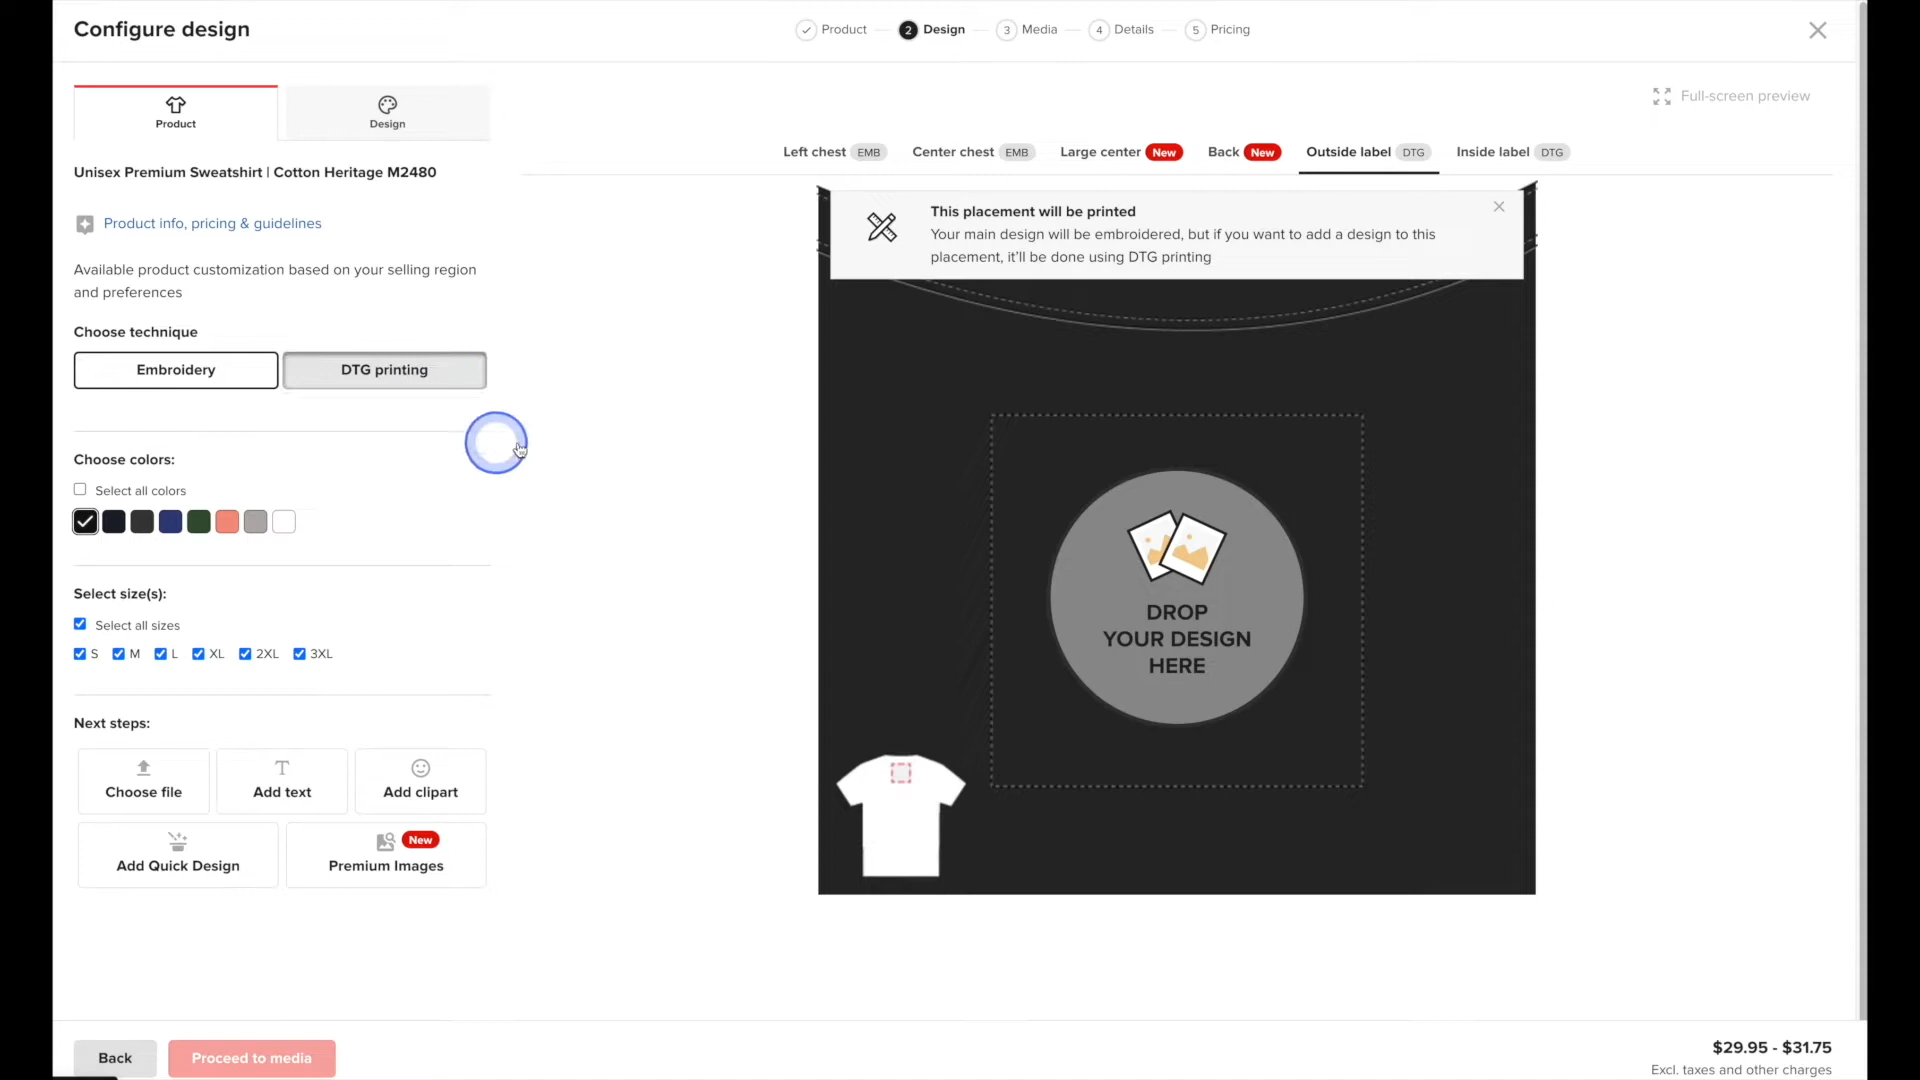 Configure design
Product
2 Design
3 Media
4 Details
5 Pricing
Full-screen preview
Product
Design
Left chest EMB
Center chest EMB
Large center New
Back New
Outside label DTG
Inside label DTG
Unisex Premium Sweatshirt | Cotton Heritage M2480
Product info, pricing & guidelines
Available product customization based on your selling region
and preferences
Choose technique
Embroidery
DTG printing
Choose colors:
Select all colors
Select size(s):
Select all sizes
S M L XL 2XL 3XL
Next steps:
Choose file
Add text
Add clipart
Add Quick Design
New
Premium Images
This placement will be printed
Your main design will be embroidered, but if you want to add a design to this
placement, it'll be done using DTG printing
DROP
YOUR DESIGN
HERE
Back
Proceed to media
$29.95 - $31.75
Excl. taxes and other charges